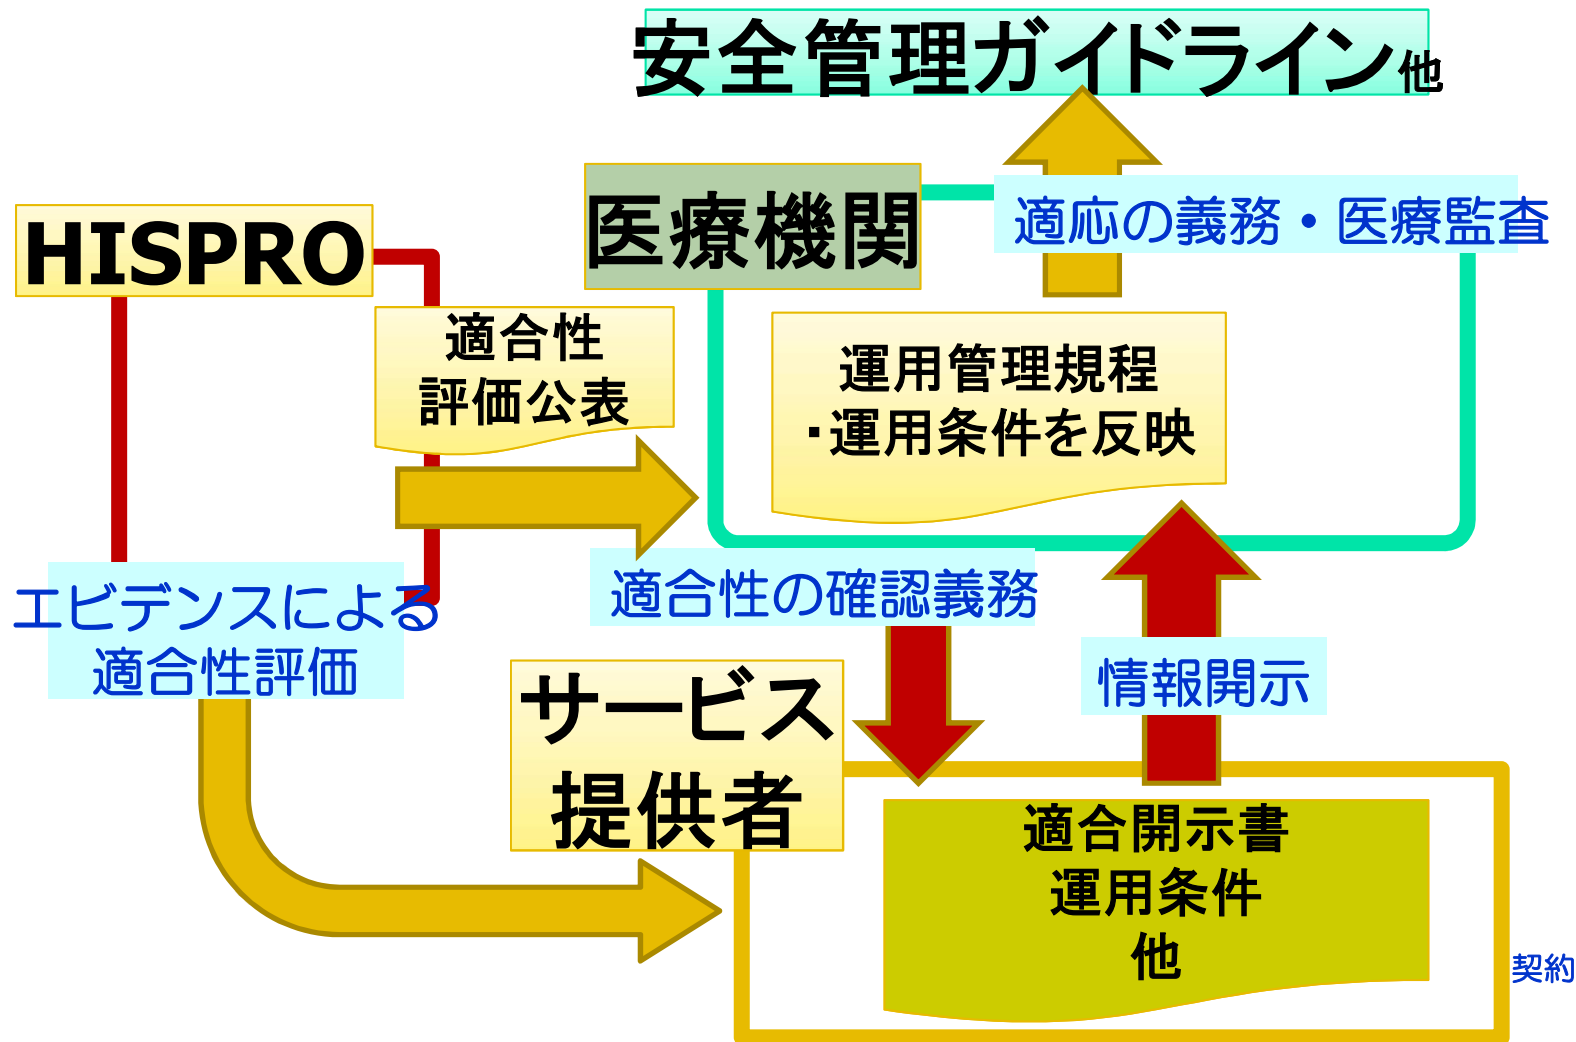 安全管理ガイドライン他
医療機関
適応の義務・医療監査
HISPRO
適合性
評価公表
運用管理規程
・運用条件を反映
エビデンスによる
適合性評価
適合性の確認義務
情報開示
サービス
提供者
適合開示書
運用条件
他
契約